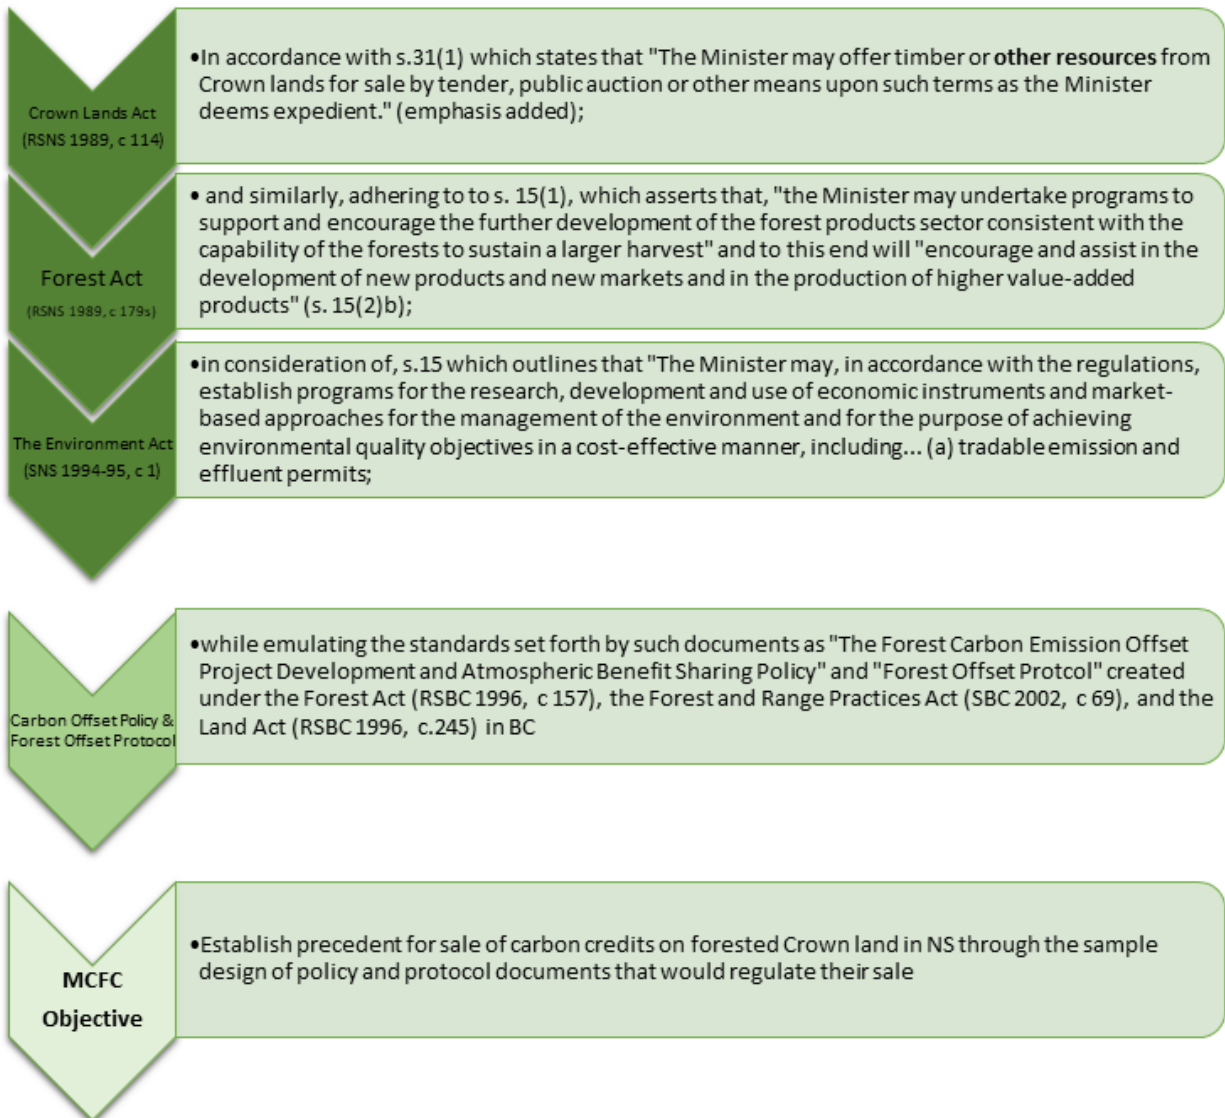 Crown Lands Act
(RSNS 1989, c 114)
•In accordance with s.31(1) which states that "The Minister may offer timber or other resources from
Crown lands for sale by tender, public auction or other means upon such terms as the Minister
deems expedient." (emphasis added);
Forest Act
(RSNS 1989, c 179s)
• and similarly, adhering to to s. 15(1), which asserts that, "the Minister may undertake programs to
support and encourage the further development of the forest products sector consistent with the
capability of the forests to sustain a larger harvest" and to this end will "encourage and assist in the
development of new products and new markets and in the production of higher value-added
products" (s. 15(2)b);
The Environment Act
(SNS 1994-95, c 1)
•in consideration of, s.15 which outlines that "The Minister may, in accordance with the regulations,
establish programs for the research, development and use of economic instruments and market-
based approaches for the management of the environment and for the purpose of achieving
environmental quality objectives in a cost-effective manner, including... (a) tradable emission and
effluent permits;
Carbon Offset Policy &
Forest Offset Protocol
•while emulating the standards set forth by such documents as "The Forest Carbon Emission Offset
Project Development and Atmospheric Benefit Sharing Policy" and "Forest Offset Protcol" created
under the Forest Act (RSBC 1996, c 157), the Forest and Range Practices Act (SBC 2002, c 69), and the
Land Act (RSBC 1996, c.245) in BC
MCFC
Objective
•Establish precedent for sale of carbon credits on forested Crown land in NS through the sample
design of policy and protocol documents that would regulate their sale